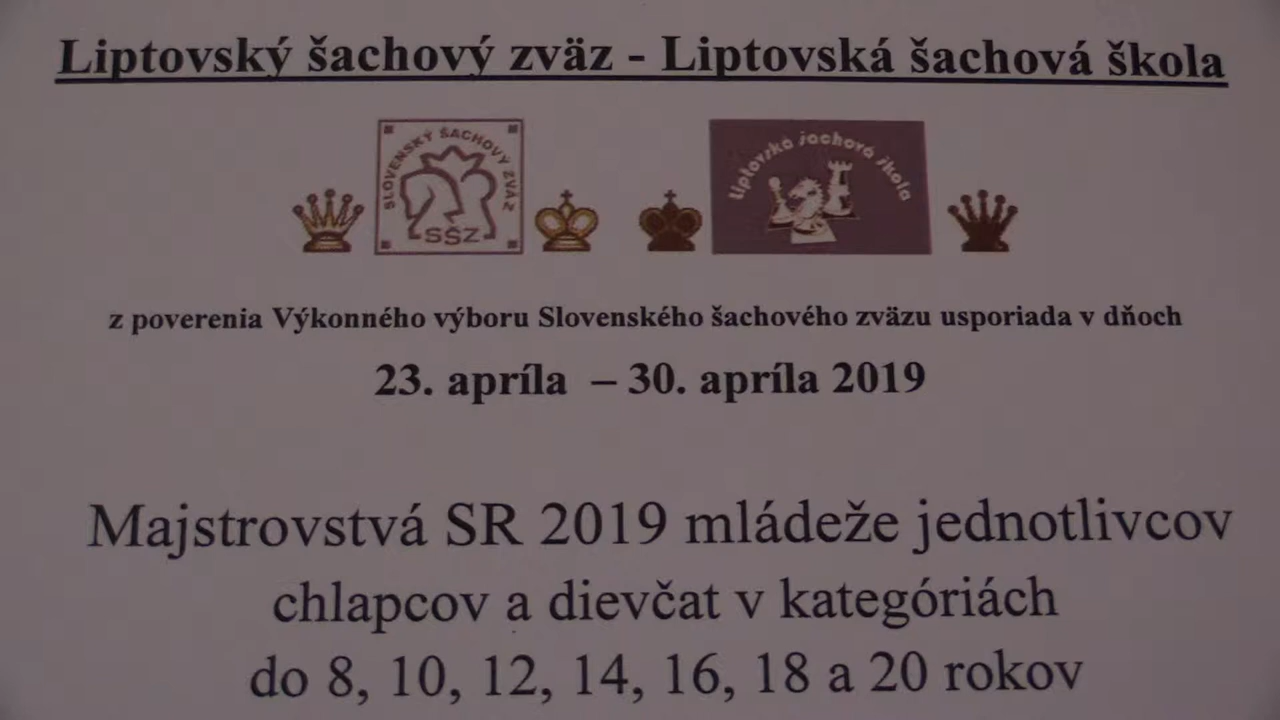 Liptovský šachový zväz - Liptovská šachová škola
SLOVENSKÝ ŠACHOVÝ ZVÄZ
SŠZ
Liptovská šachová škola
z poverenia Výkonného výboru Slovenského šachového zväzu usporiada v dňoch
23. apríla – 30. apríla 2019
Majstrovstvá SR 2019 mládeže jednotlivcov
chlapcov a dievčat v kategóriách
do 8, 10, 12, 14, 16, 18 a 20 rokov